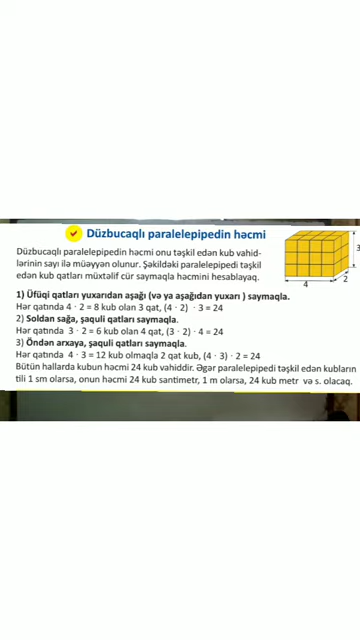 Düzbucaqlı paralelepipedin həcmi
Düzbucaqlı paralelepipedin həcmi onu təşkil edən kub vahid-
lərinin sayı ilə müəyyən olunur. Şəkildəki paralelepipedi təşkil
edən kub qatları müxtəlif cür saymaqla həcmini hesablayaq.
3
2
4
1) Üfüqi qatları yuxarıdan aşağı (və ya aşağıdan yuxarı ) saymaqla.
Hər qatında 4 · 2 = 8 kub olan 3 qat, (4 · 2) · 3 = 24
2) Soldan sağa, şaquli qatları saymaqla.
Hər qatında 3 · 2 = 6 kub olan 4 qat, (3 · 2) · 4 = 24
3) Öndən arxaya, şaquli qatları saymaqla.
Hər qatında 4 · 3 = 12 kub olmaqla 2 qat kub, (4 · 3) · 2 = 24
Bütün hallarda kubun həcmi 24 kub vahiddir. Əgər paralelepipedi təşkil edən kubların
tili 1 sm olarsa, onun həcmi 24 kub santimetr, 1 m olarsa, 24 kub metr və s. olacaq.